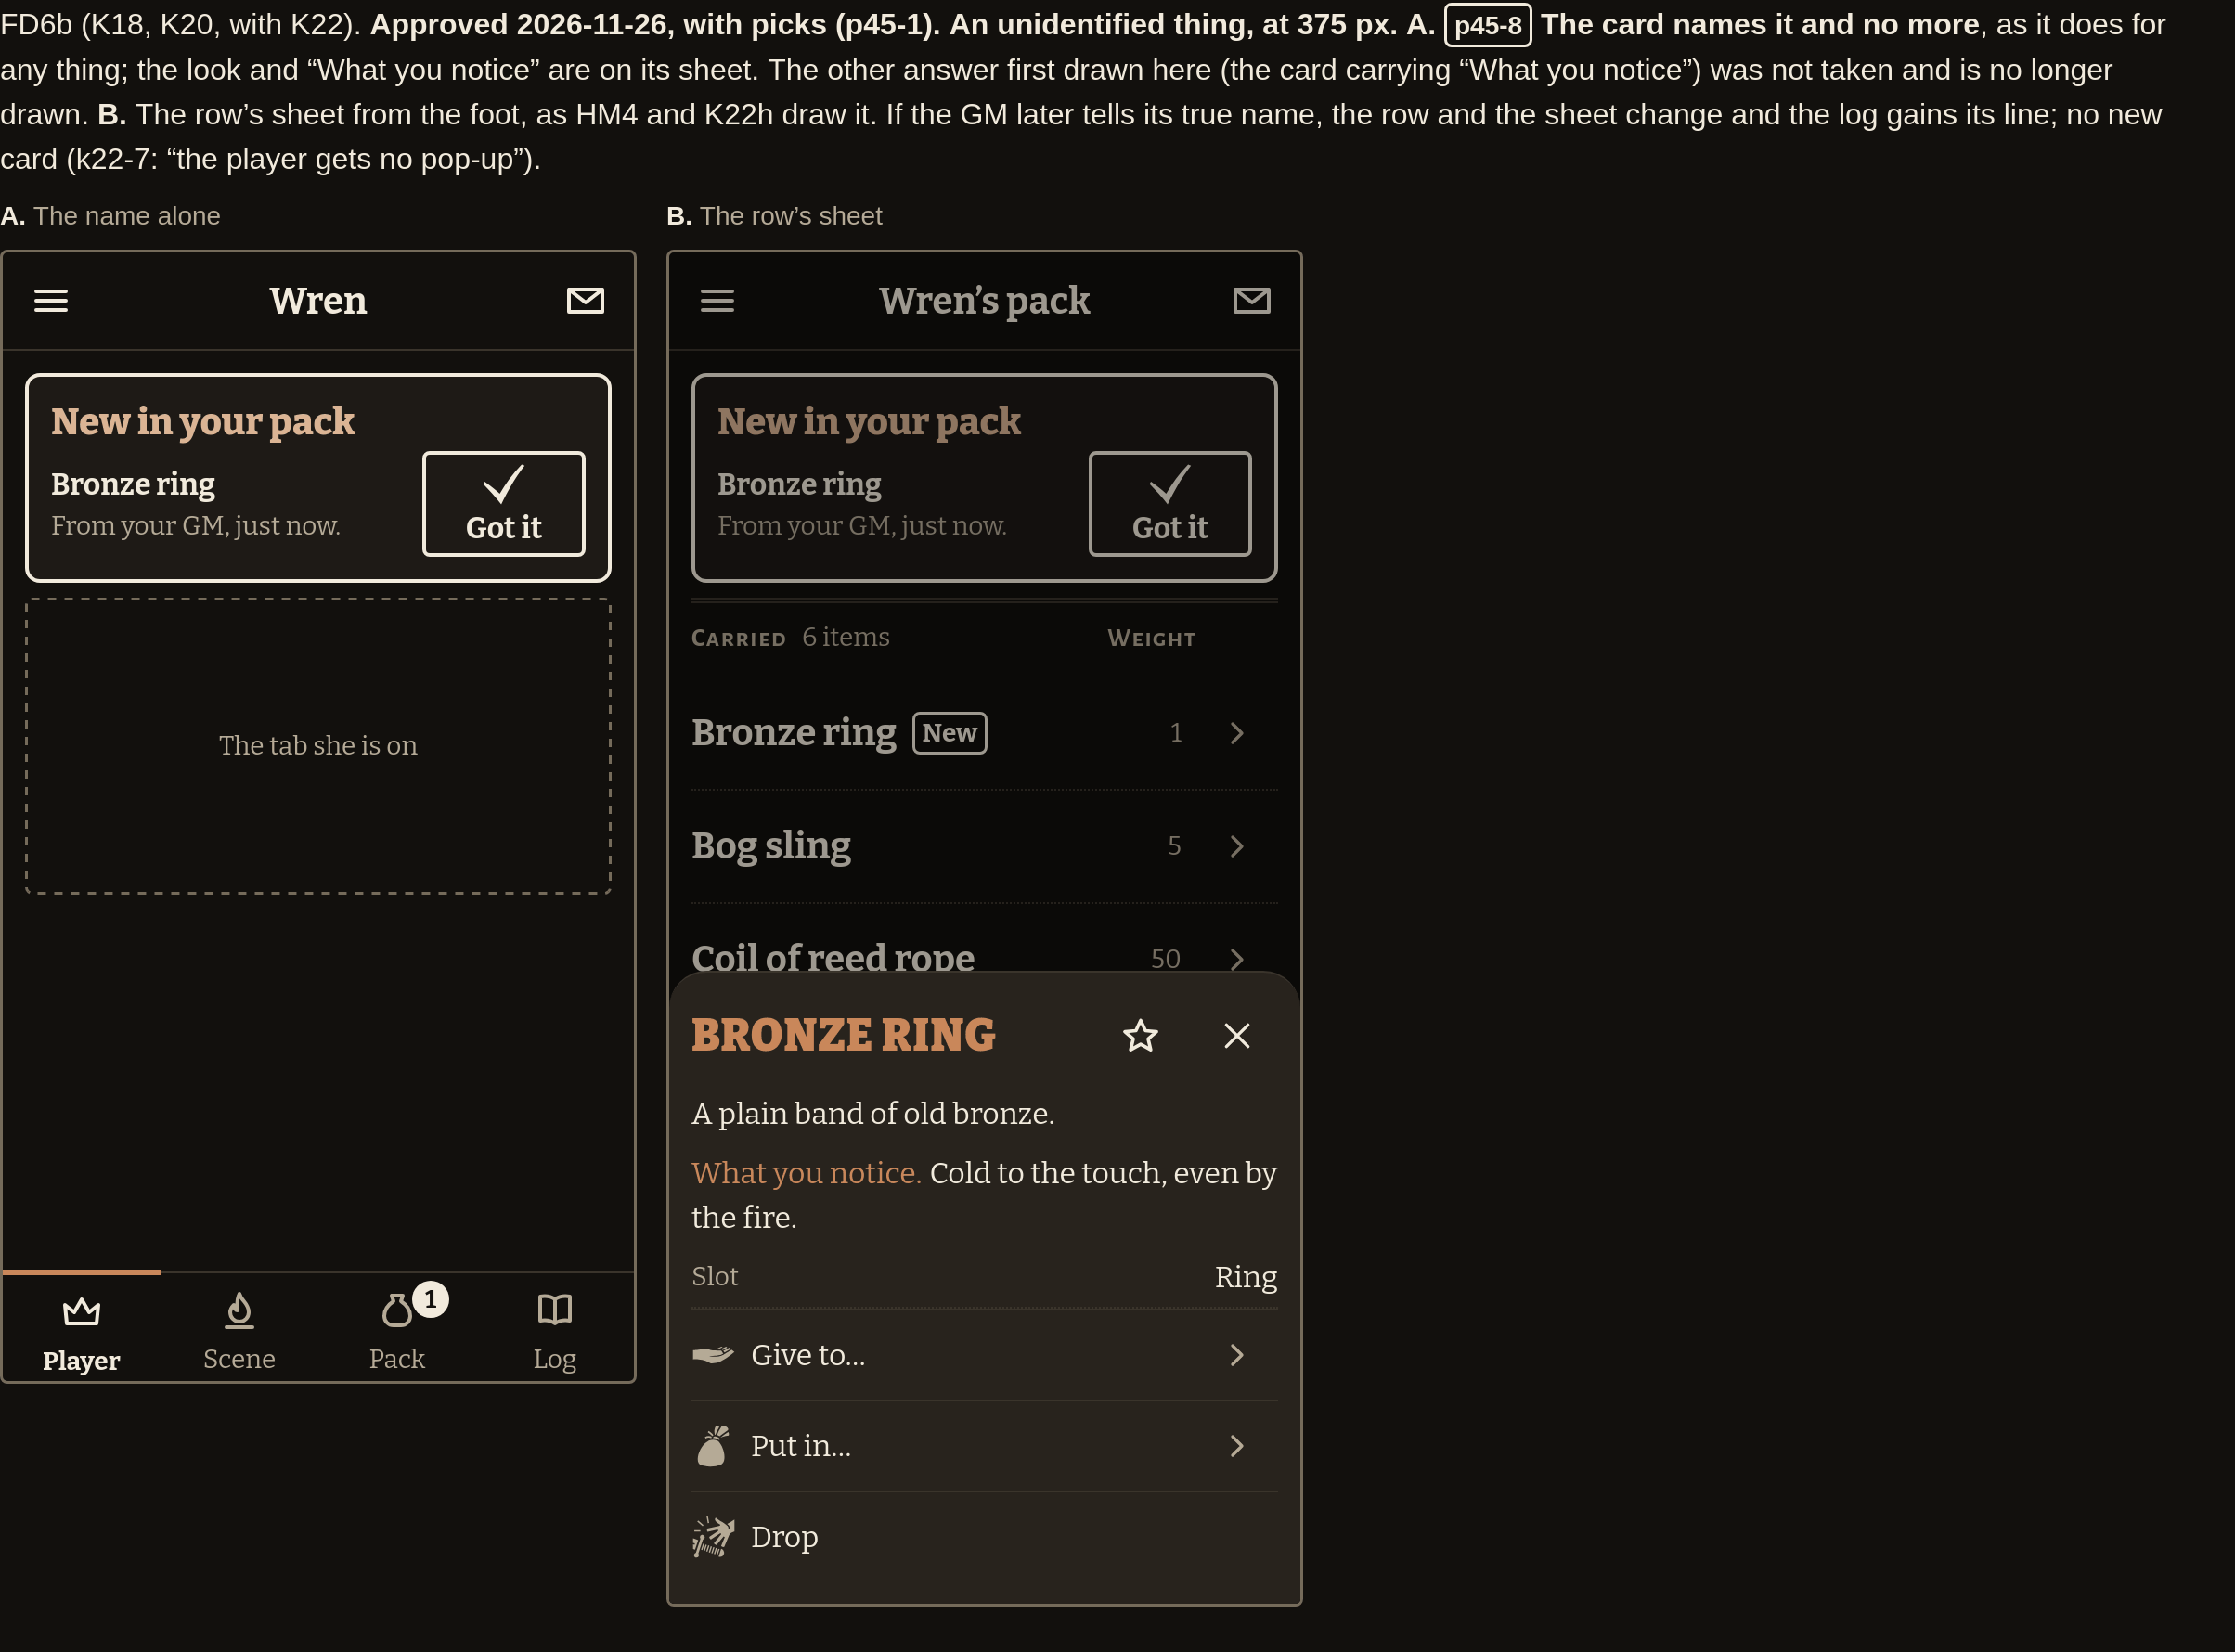 FD6b (K18, K20, with K22). Approved 2026-11-26, with picks (p45-1). An unidentified thing, at 375 px. A. p45-8 The card names it and no more, as it does for
any thing; the look and “What you notice” are on its sheet. The other answer first drawn here (the card carrying “What you notice”) was not taken and is no longer
drawn. B. The row’s sheet from the foot, as HM4 and K22h draw it. If the GM later tells its true name, the row and the sheet change and the log gains its line; no new
card (k22-7: “the player gets no pop-up”).
A. The name alone
Wren
New in your pack
Bronze ring
From your GM, just now.
Got it
The tab she is on
1
Player
Scene
Pack
Log
B. The row’s sheet
Wren’s pack
New in your pack
Bronze ring
From your GM, just now.
Got it
Carried 6 items Weight
Bronze ring New 1
Bog sling 5
Coil of reed rope 50
BRONZE RING
A plain band of old bronze.
What you notice. Cold to the touch, even by
the fire.
Slot Ring
Give to…
Put in…
Drop